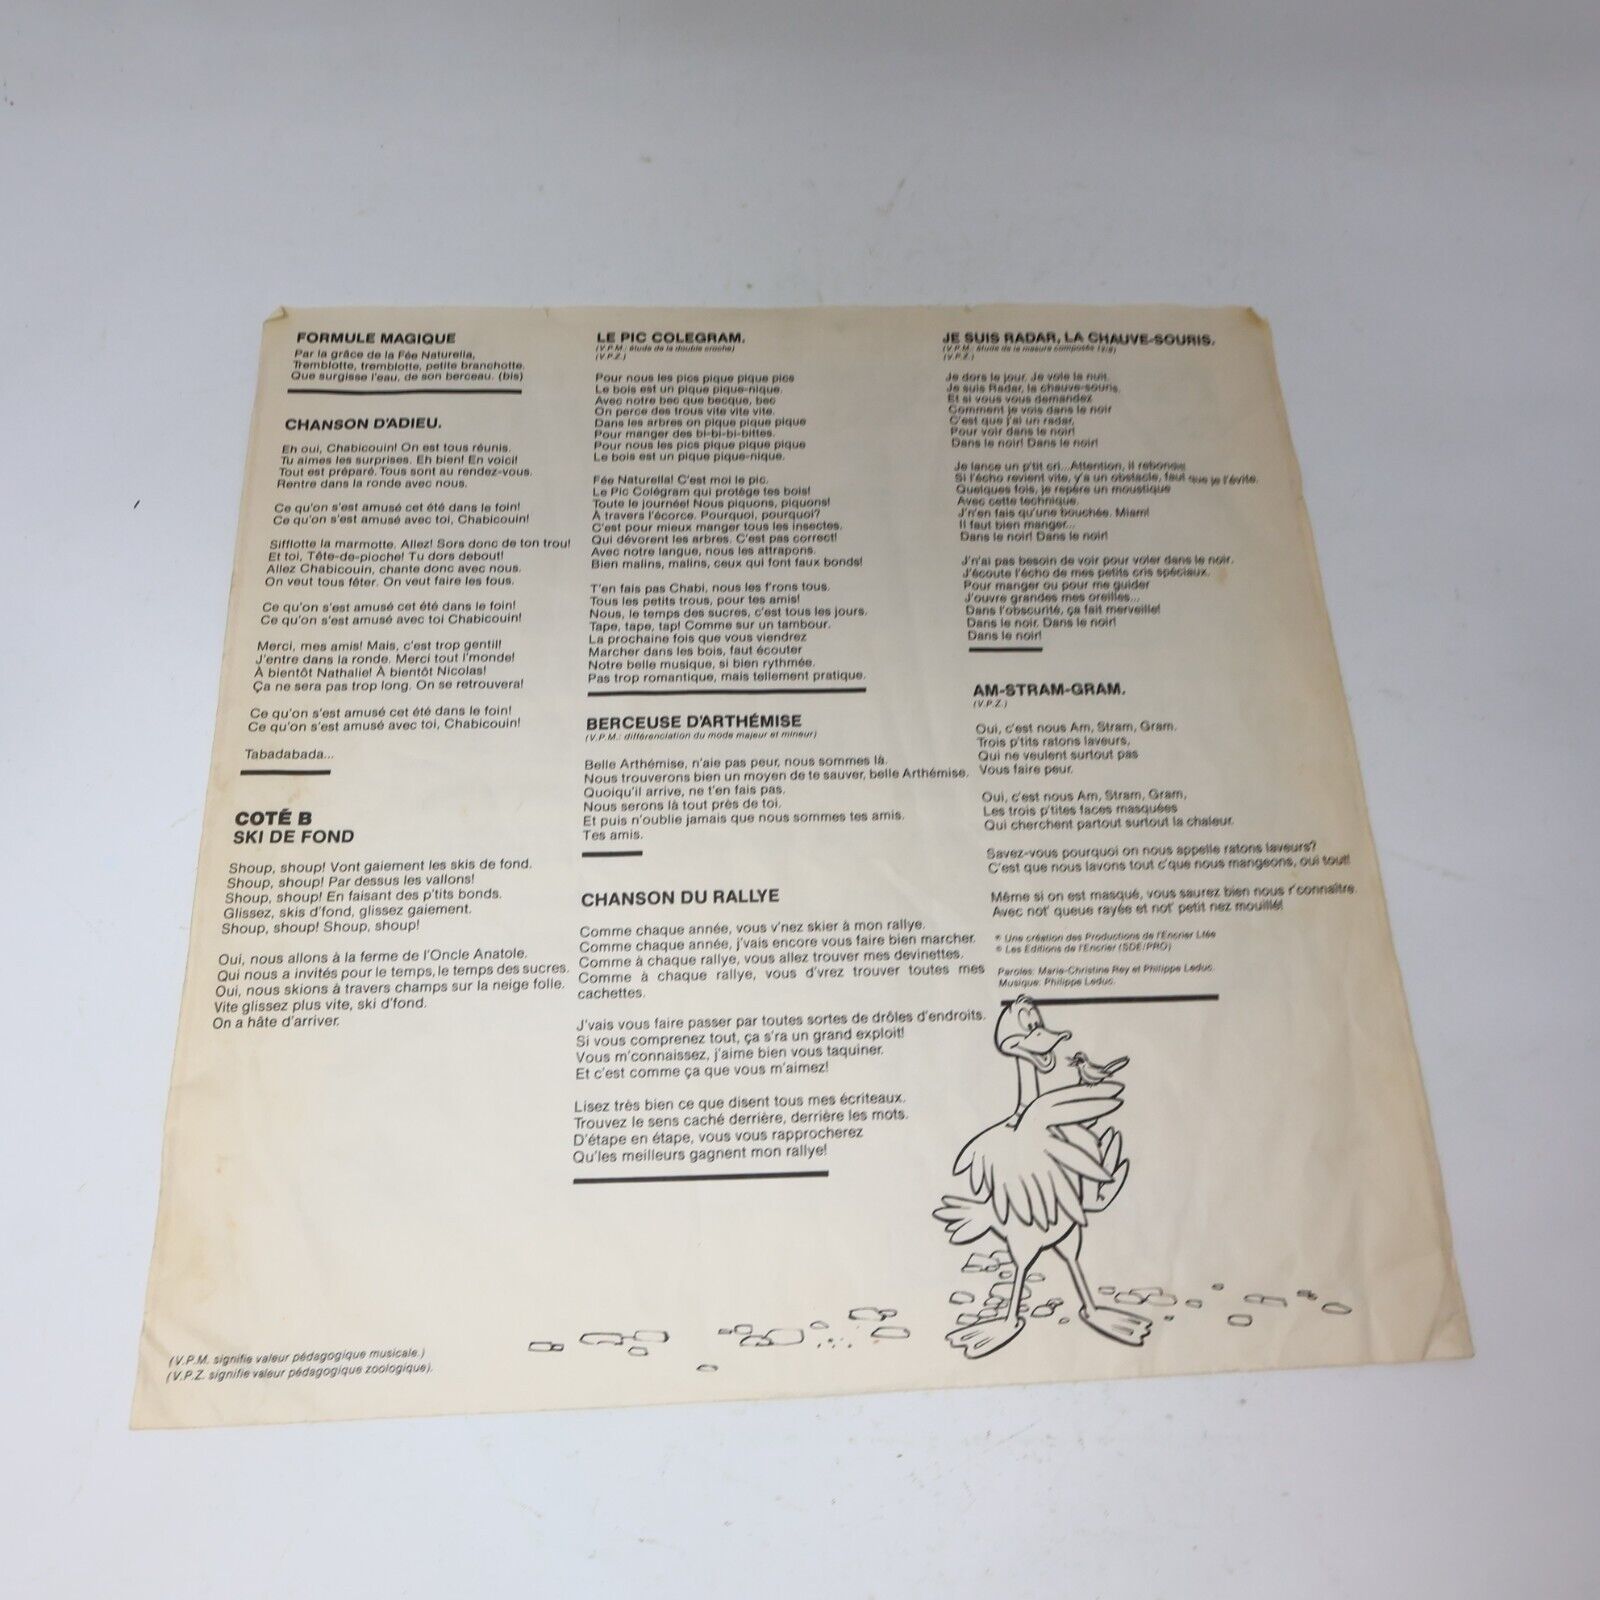 FORMULE MAGIQUE
Par la grâce de la Fée Naturella,
Tremblotte, tremblotte, petite branchotte.
Que surgisse l'eau, de son berceau. (bis)
CHANSON D'ADIEU.
Eh oui, Chabicouin! On est tous réunis.
Tu aimes les surprises. Eh bien! En voici!
Tout est préparé. Tous sont au rendez-vous.
Rentre dans la ronde avec nous.
Ce qu'on s'est amusé cet été dans le foin!
Ce qu'on s'est amusé avec toi, Chabicouin!
Sifflotte la marmotte. Allez! Sors donc de ton trou!
Et toi, Tête-de-pioche! Tu dors debout!
Allez Chabicouin, chante donc avec nous.
On veut tous fêter. On veut faire les fous.
Ce qu'on s'est amusé cet été dans le foin!
Ce qu'on s'est amusé avec toi Chabicouin!
Merci, mes amis! Mais, c'est trop gentil!
J'entre dans la ronde. Merci tout l'monde!
À bientôt Nathalie! À bientôt Nicolas!
Ça ne sera pas trop long. On se retrouvera!
Ce qu'on s'est amusé cet été dans le foin!
Ce qu'on s'est amusé avec toi, Chabicouin!
Tabadabada...
COTÉ B
SKI DE FOND
Shoup, shoup! Vont gaiement les skis de fond.
Shoup, shoup! Par dessus les vallons!
Shoup, shoup! En faisant des p'tits bonds.
Glissez, skis d'fond, glissez gaiement.
Shoup, shoup! Shoup, shoup!
Oui, nous allons à la ferme de l'Oncle Anatole.
Qui nous a invités pour le temps, le temps des sucres.
Oui, nous skions à travers champs sur la neige folle.
Vite glissez plus vite, ski d'fond.
On a hâte d'arriver.
(V.P.M. signifie valeur pédagogique musicale.)
(V.P.Z. signifie valeur pédagogique zoologique).
LE PIC COLEGRAM.
(V.P.M.: étude de la double croche)
(V.P.Z.)
Pour nous les pics pique pique pics
Le bois est un pique pique-nique.
Avec notre bec que becque, bec
On perce des trous vite vite vite.
Dans les arbres on pique pique pique
Pour manger des bi-bi-bi-bittes.
Pour nous les pics pique pique pique
Le bois est un pique pique-nique.
Fée Naturella! C'est moi le pic.
Le Pic Colégram qui protège tes bois!
Toute le journée! Nous piquons, piquons!
À travers l'écorce. Pourquoi, pourquoi?
C'est pour mieux manger tous les insectes.
Qui dévorent les arbres. C'est pas correct!
Avec notre langue, nous les attrapons.
Bien malins, malins, ceux qui font faux bonds!
T'en fais pas Chabi, nous les f'rons tous.
Tous les petits trous, pour tes amis!
Nous, le temps des sucres, c'est tous les jours.
Tape, tape, tap! Comme sur un tambour.
La prochaine fois que vous viendrez
Marcher dans les bois, faut écouter
Notre belle musique, si bien rythmée.
Pas trop romantique, mais tellement pratique.
BERCEUSE D'ARTHÉMISE
(V.P.M.: différenciation du mode majeur et mineur)
Belle Arthémise, n'aie pas peur, nous sommes là.
Nous trouverons bien un moyen de te sauver, belle Arthémise.
Quoiqu'il arrive, ne t'en fais pas.
Nous serons là tout près de toi.
Et puis n'oublie jamais que nous sommes tes amis.
Tes amis.
CHANSON DU RALLYE
Comme chaque année, vous v'nez skier à mon rallye.
Comme chaque année, j'vais encore vous faire bien marcher.
Comme à chaque rallye, vous allez trouver mes devinettes.
Comme à chaque rallye, vous d'vrez trouver toutes mes
cachettes.
J'vais vous faire passer par toutes sortes de drôles d'endroits.
Si vous comprenez tout, ça s'ra un grand exploit!
Vous m'connaissez, j'aime bien vous taquiner.
Et c'est comme ça que vous m'aimez!
Lisez très bien ce que disent tous mes écriteaux.
Trouvez le sens caché derrière, derrière les mots.
D'étape en étape, vous vous rapprocherez
Qu'les meilleurs gagnent mon rallye!
JE SUIS RADAR, LA CHAUVE-SOURIS.
(V.P.M.: étude de la mesure composée 12/8)
(V.P.Z.)
Je dors le jour. Je vole la nuit.
Je suis Radar, la chauve-souris.
Et si vous vous demandez
Comment je vois dans le noir
C'est que j'ai un radar,
Pour voir dans le noir!
Dans le noir! Dans le noir!
Je lance un p'tit cri... Attention, il rebondit
Si l'écho revient vite, y'a un obstacle, faut que je l'évite.
Quelques fois, je repère un moustique
Avec cette technique.
J'n'en fais qu'une bouchée. Miam!
Il faut bien manger...
Dans le noir! Dans le noir!
J'n'ai pas besoin de voir pour voler dans le noir.
J'écoute l'écho de mes petits cris spéciaux.
Pour manger ou pour me guider
J'ouvre grandes mes oreilles...
Dans l'obscurité, ça fait merveille!
Dans le noir. Dans le noir!
Dans le noir!
AM-STRAM-GRAM.
(V.P.Z.)
Oui, c'est nous Am, Stram, Gram.
Trois p'tits ratons laveurs,
Qui ne veulent surtout pas
Vous faire peur.
Oui, c'est nous Am, Stram, Gram,
Les trois p'tites faces masquées
Qui cherchent partout surtout la chaleur.
Savez-vous pourquoi on nous appelle ratons laveurs?
C'est que nous lavons tout c'que nous mangeons, oui tout!
Même si on est masqué, vous saurez bien nous r'connaître.
Avec not' queue rayée et not' petit nez mouillé!
Une création des Productions de l'Encrier Ltée
© Les Éditions de l'Encrier (SDE/PRO)
Paroles: Marie-Christine Rey et Philippe Leduc.
Musique: Philippe Leduc.